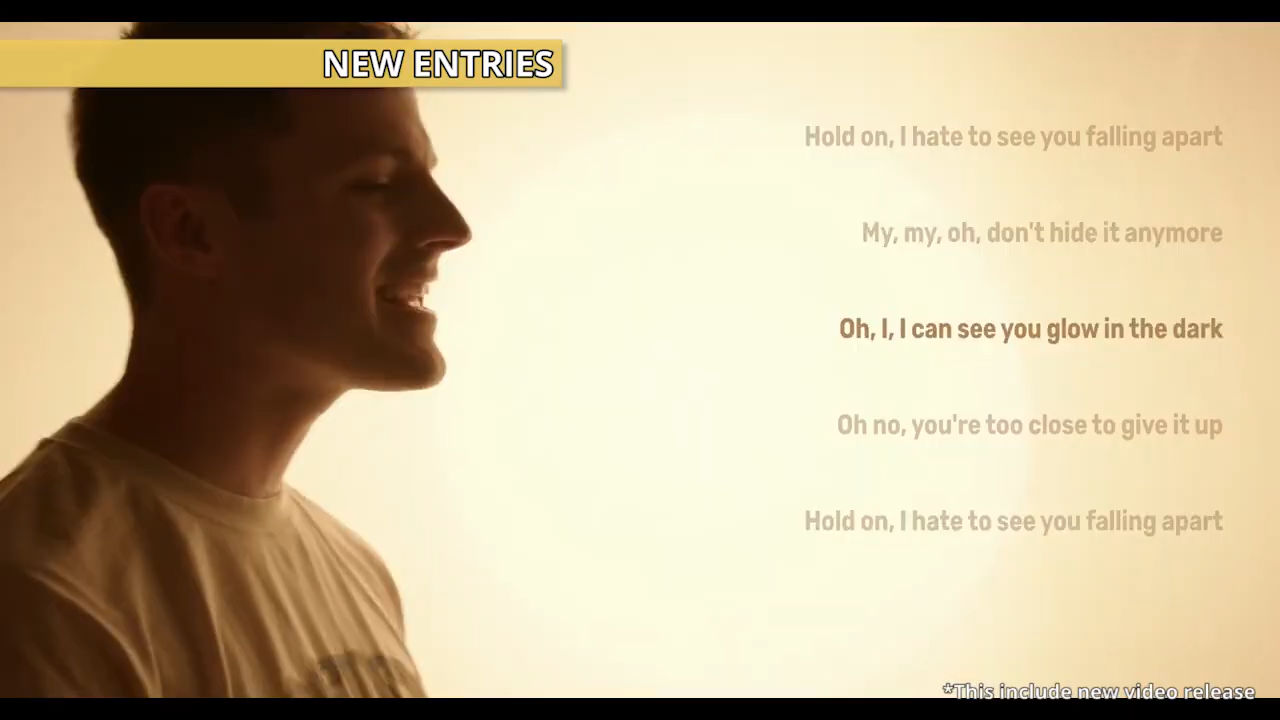 NEW ENTRIES
Hold on, I hate to see you falling apart
My, my, oh, don't hide it anymore
Oh, I, I can see you glow in the dark
Oh no, you're too close to give it up
Hold on, I hate to see you falling apart
*This include new video release